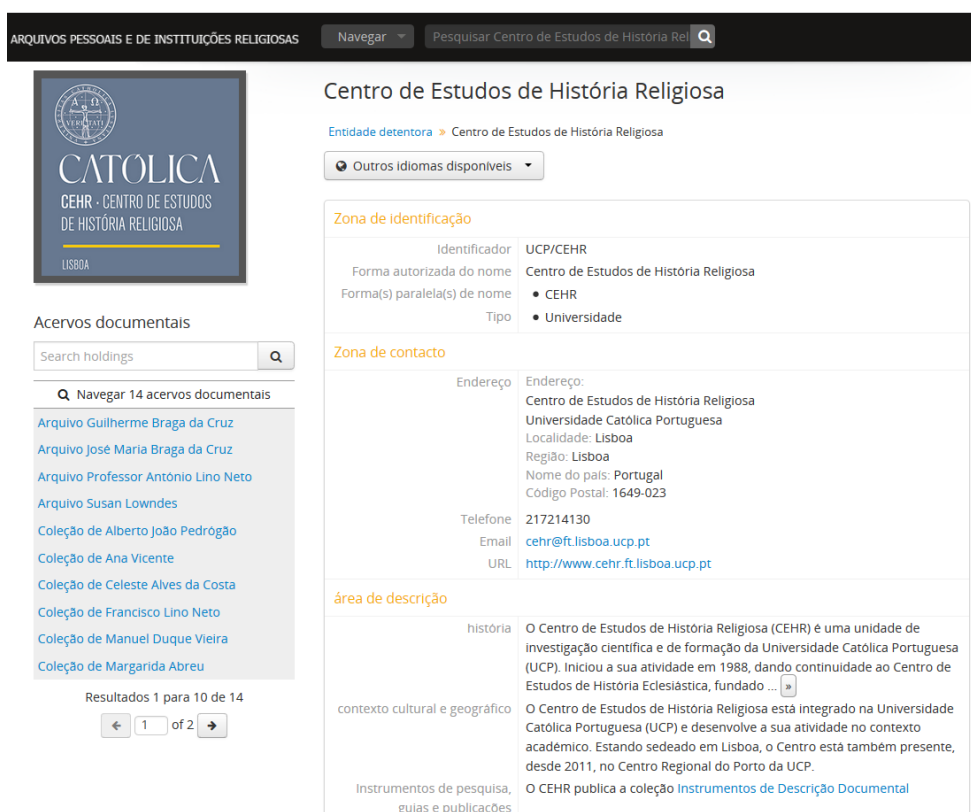 ARQUIVOS PESSOAIS E DE INSTITUIÇÕES RELIGIOSAS
Navegar
Pesquisar Centro de Estudos de História Rel
A Ω
VERITATI
CATÓLICA
CEHR · CENTRO DE ESTUDOS
DE HISTÓRIA RELIGIOSA
LISBOA
Acervos documentais
Search holdings
Navegar 14 acervos documentais
Arquivo Guilherme Braga da Cruz
Arquivo José Maria Braga da Cruz
Arquivo Professor António Lino Neto
Arquivo Susan Lowndes
Coleção de Alberto João Pedrógão
Coleção de Ana Vicente
Coleção de Celeste Alves da Costa
Coleção de Francisco Lino Neto
Coleção de Manuel Duque Vieira
Coleção de Margarida Abreu
Resultados 1 para 10 de 14
1 of 2
Centro de Estudos de História Religiosa
Entidade detentora » Centro de Estudos de História Religiosa
Outros idiomas disponíveis
Zona de identificação
Identificador UCP/CEHR
Forma autorizada do nome Centro de Estudos de História Religiosa
Forma(s) paralela(s) de nome • CEHR
Tipo • Universidade
Zona de contacto
Endereço Endereço:
Centro de Estudos de História Religiosa
Universidade Católica Portuguesa
Localidade: Lisboa
Região: Lisboa
Nome do país: Portugal
Código Postal: 1649-023
Telefone 217214130
Email cehr@ft.lisboa.ucp.pt
URL http://www.cehr.ft.lisboa.ucp.pt
área de descrição
história O Centro de Estudos de História Religiosa (CEHR) é uma unidade de
investigação científica e de formação da Universidade Católica Portuguesa
(UCP). Iniciou a sua atividade em 1988, dando continuidade ao Centro de
Estudos de História Eclesiástica, fundado ... »
contexto cultural e geográfico O Centro de Estudos de História Religiosa está integrado na Universidade
Católica Portuguesa (UCP) e desenvolve a sua atividade no contexto
académico. Estando sedeado em Lisboa, o Centro está também presente,
desde 2011, no Centro Regional do Porto da UCP.
Instrumentos de pesquisa, O CEHR publica a coleção Instrumentos de Descrição Documental
guias e publicações